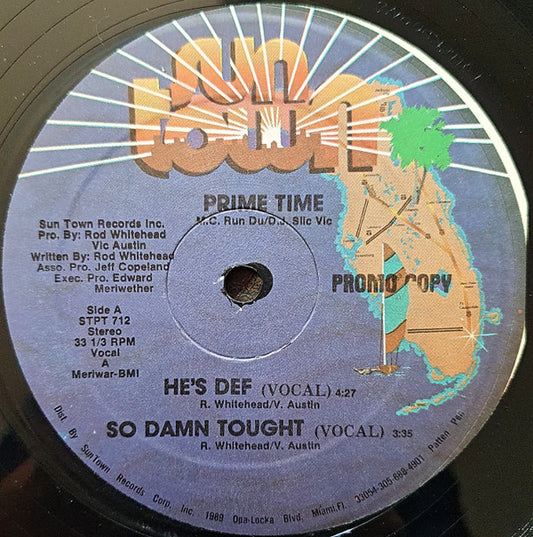 Sun
Town
PRIME TIME
M.C. Run Du/D.J. Slic Vic
Sun Town Records Inc.
Pro. By: Rod Whitehead
Vic Austin
Written By: Rod Whitehead
Asso. Pro. Jeff Copeland
Exec. Pro. Edward
Meriwether
PROMO COPY
Side A
STPT 712
Stereo
33 1/3 RPM
Vocal
A
Meriwar-BMI
HE'S DEF (VOCAL) 4:27
R. Whitehead/V. Austin
SO DAMN TOUGHT (VOCAL) 3:35
R. Whitehead/V. Austin
Dist By SunTown Records Corp, Inc. 1989 Opa-Locka Blvd, Miami.Fl. 33054-305-688-4901 Patten Pkg